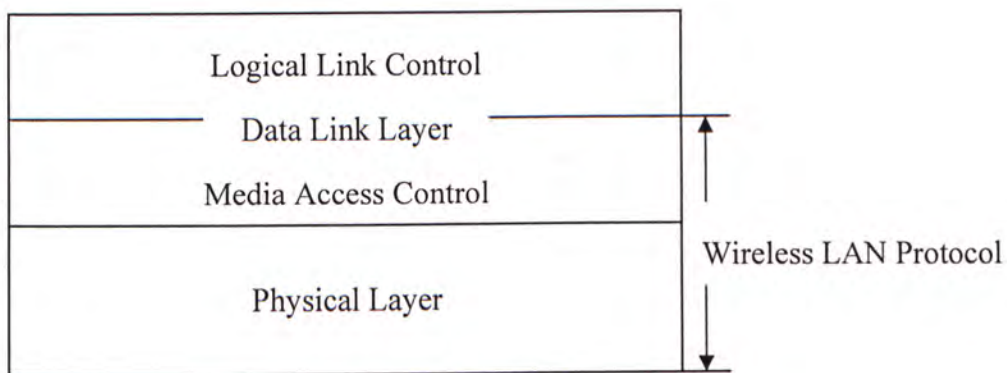 Logical Link Control
Data Link Layer
Media Access Control
Wireless LAN Protocol
Physical Layer